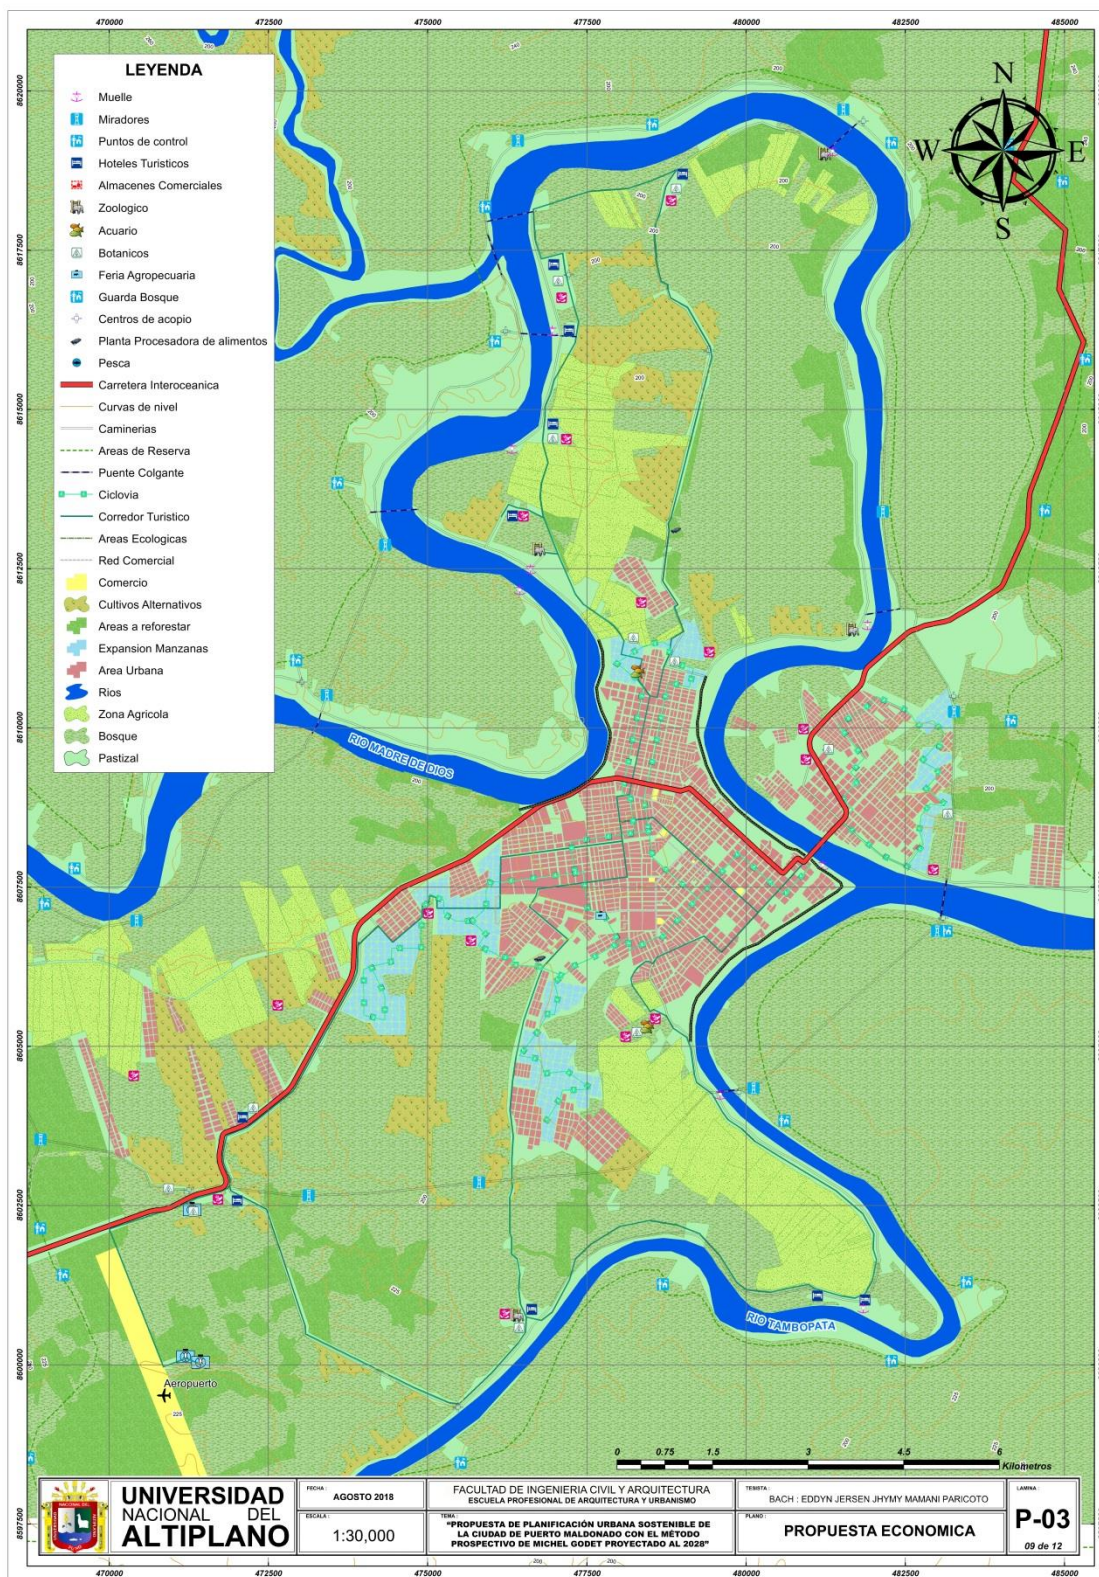 470000
472500
475000
477500
480000
482500
485000
LEYENDA
Muelle
Miradores
Puntos de control
Hoteles Turisticos
Almacenes Comerciales
Zoologico
Acuario
Botanicos
Feria Agropecuaria
Guarda Bosque
Centros de acopio
Planta Procesadora de alimentos
Pesca
Carretera Interoceanica
Curvas de nivel
Caminerias
Areas de Reserva
Puente Colgante
Ciclovia
Corredor Turistico
Areas Ecologicas
Red Comercial
Comercio
Cultivos Alternativos
Areas a reforestar
Expansion Manzanas
Area Urbana
Rios
Zona Agricola
Bosque
Pastizal
N
W
E
S
8620000
8617500
8615000
8612500
8610000
8607500
8605000
8602500
8600000
8597500
RIO MADRE DE DIOS
RIO TAMBOPATA
Aeropuerto
0 0.75 1.5 3 4.5 6
Kilometros
UNIVERSIDAD
NACIONAL DEL
ALTIPLANO
FECHA :
AGOSTO 2018
ESCALA :
1:30,000
FACULTAD DE INGENIERIA CIVIL Y ARQUITECTURA
ESCUELA PROFESIONAL DE ARQUITECTURA Y URBANISMO
TEMA :
"PROPUESTA DE PLANIFICACIÓN URBANA SOSTENIBLE DE
LA CIUDAD DE PUERTO MALDONADO CON EL MÉTODO
PROSPECTIVO DE MICHEL GODET PROYECTADO AL 2028"
TESISTA :
BACH : EDDYN JERSEN JHYMY MAMANI PARICOTO
PLANO :
PROPUESTA ECONOMICA
LAMINA :
P-03
09 de 12
470000
472500
475000
477500
480000
482500
485000